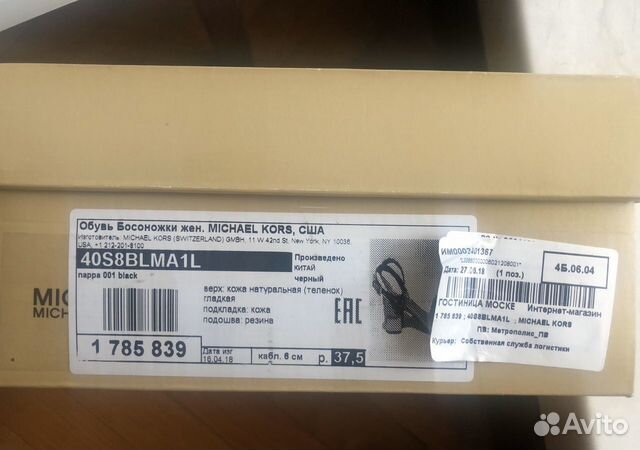 Обувь Босоножки жен. MICHAEL KORS, США
Изготовитель: MICHAEL KORS (SWITZERLAND) GMBH, 11 W 42nd St, New York, NY 10036,
USA, +1 212-201-8100
40S8BLMA1L
nappa 001 black
Произведено
КИТАЙ
черный
верх: кожа натуральная (теленок)
гладкая
подкладка: кожа
подошва: резина
EAC
1 785 839
Дата изг
16.04.18
кабл. 6 см
р. 37,5
MIC
MICH
ИМ0007401367
Дата: 27.06.18 (1 поз.)
4Б.06.04
ГОСТИНИЦА МОСКВ
Интернет-магазин
1 785 839 ; 40S8BLMA1L ; MICHAEL KORS
ПВ: Метрополис_ПВ
Курьер: Собственная служба логистики
Avito